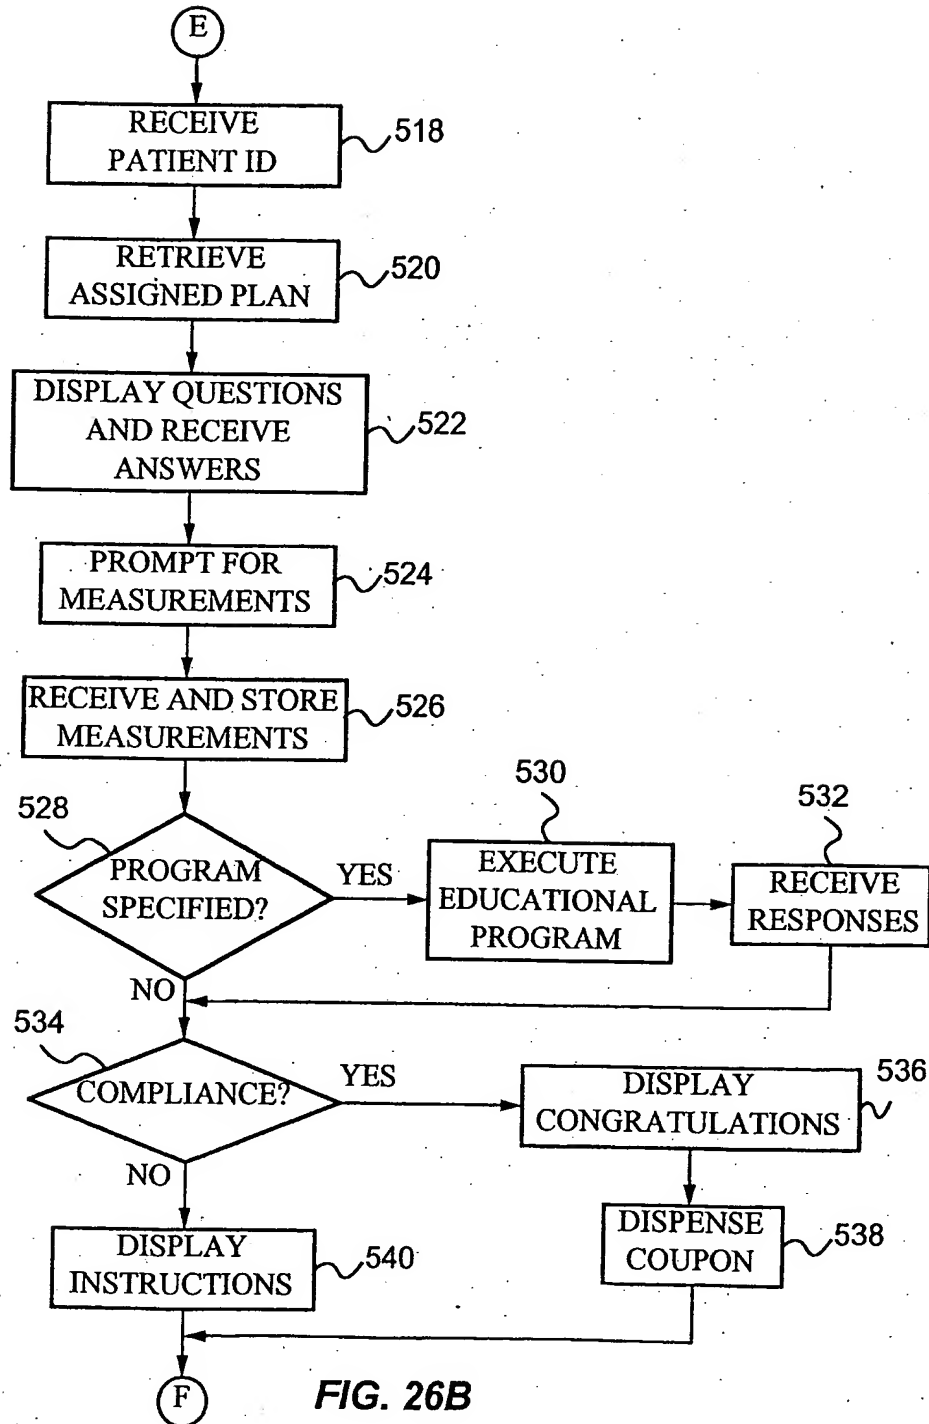 E
RECEIVE
PATIENT ID
518
RETRIEVE
ASSIGNED PLAN
520
DISPLAY QUESTIONS
AND RECEIVE
ANSWERS
522
PROMPT FOR
MEASUREMENTS
524
RECEIVE AND STORE
MEASUREMENTS
526
528
PROGRAM
SPECIFIED?
YES
530
EXECUTE
EDUCATIONAL
PROGRAM
532
RECEIVE
RESPONSES
NO
534
COMPLIANCE?
YES
DISPLAY
CONGRATULATIONS
536
NO
DISPENSE
COUPON
538
DISPLAY
INSTRUCTIONS
540
F
FIG. 26B